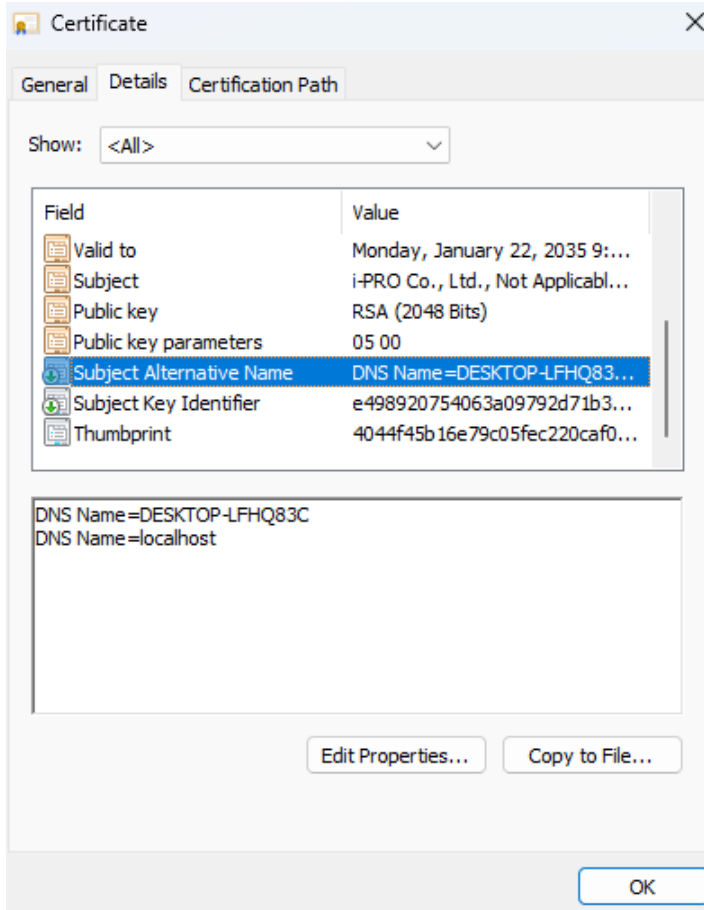 Certificate
General Details Certification Path
Show: <All>
Field Value
Valid to Monday, January 22, 2035 9:...
Subject i-PRO Co., Ltd., Not Applicabl...
Public key RSA (2048 Bits)
Public key parameters 05 00
Subject Alternative Name DNS Name=DESKTOP-LFHQ83...
Subject Key Identifier e498920754063a09792d71b3...
Thumbprint 4044f45b16e79c05fec220caf0...
DNS Name=DESKTOP-LFHQ83C
DNS Name=localhost
Edit Properties... Copy to File...
OK